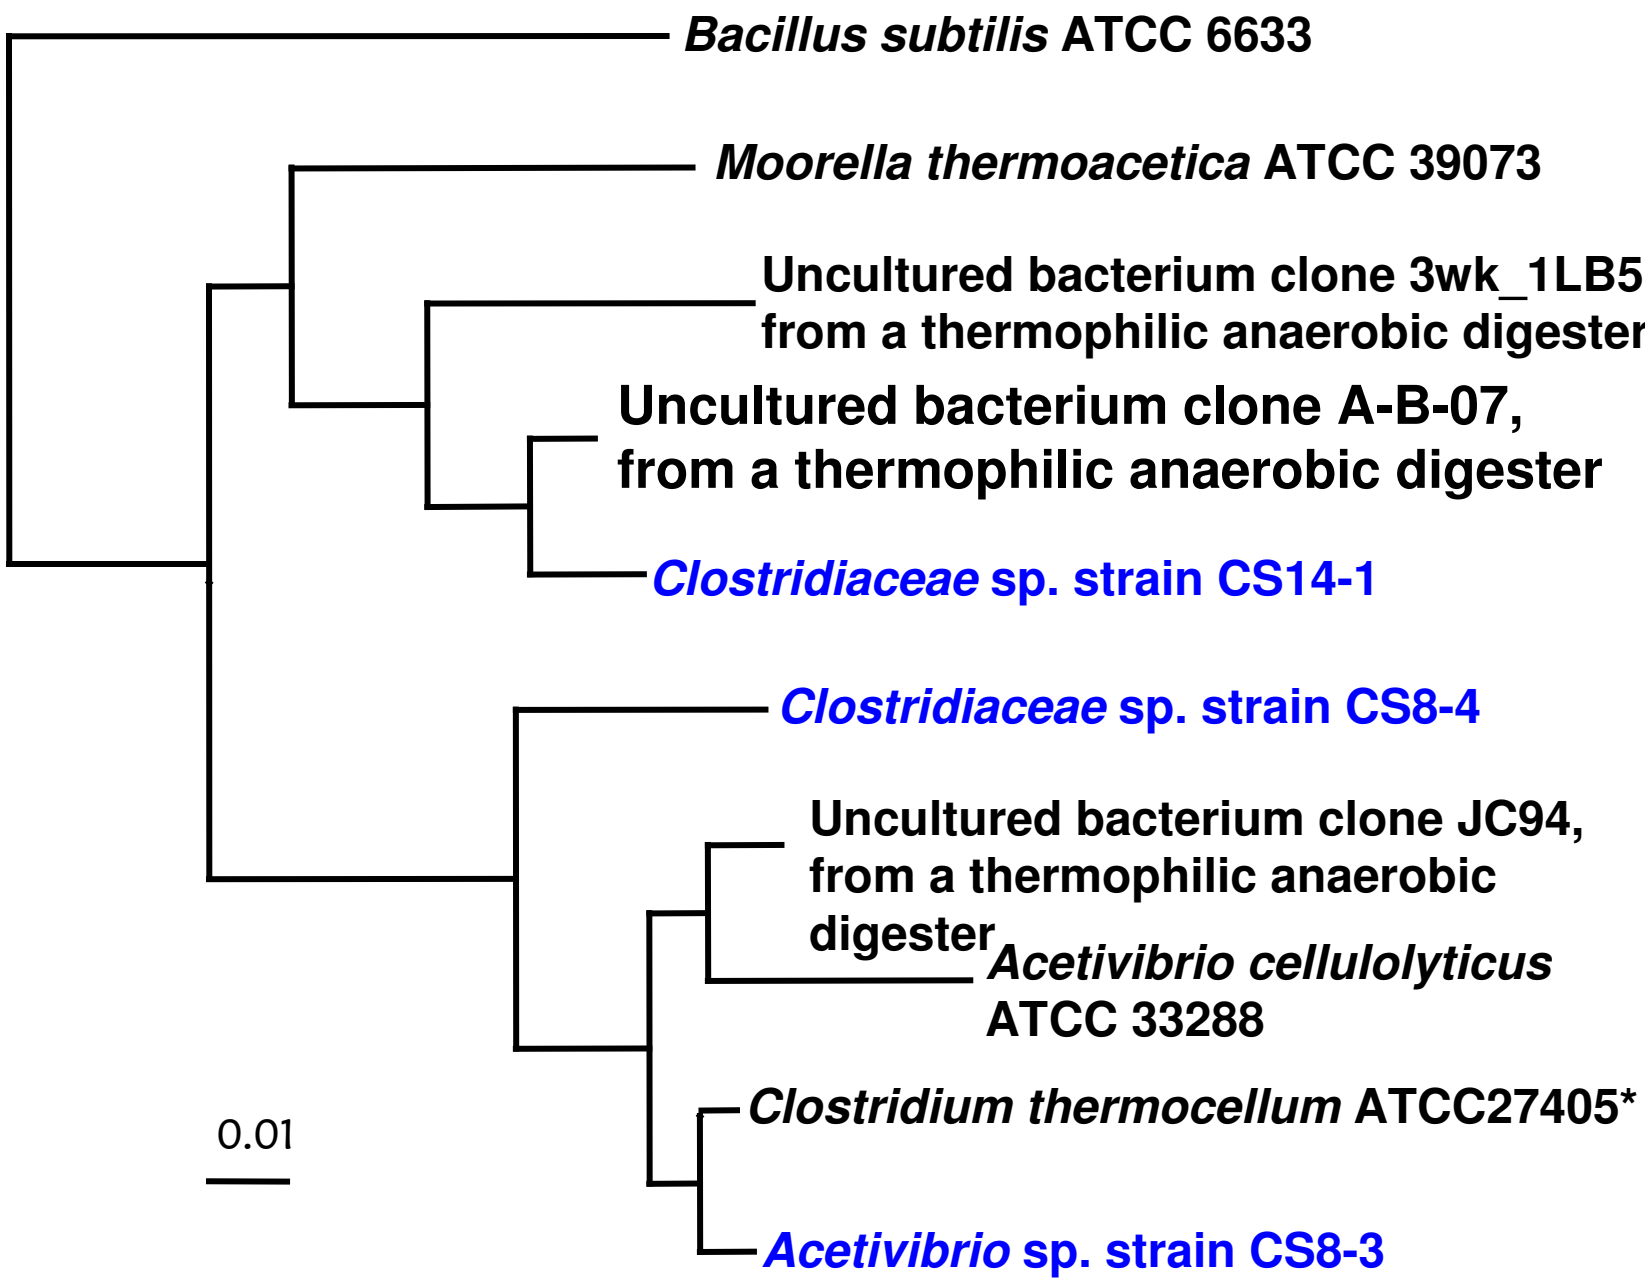 Bacillus subtilis ATCC 6633
Moorella thermoacetica ATCC 39073
Uncultured bacterium clone 3wk_1LB5
from a thermophilic anaerobic digester
Uncultured bacterium clone A-B-07,
from a thermophilic anaerobic digester
Clostridiaceae sp. strain CS14-1
Clostridiaceae sp. strain CS8-4
Uncultured bacterium clone JC94,
from a thermophilic anaerobic
digester
Acetivibrio cellulolyticus
ATCC 33288
Clostridium thermocellum ATCC27405*
0.01
Acetivibrio sp. strain CS8-3